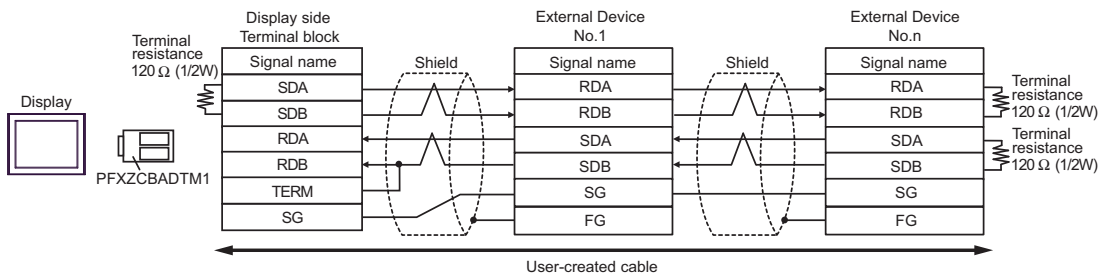 Display
PFXZCBADTM1
Terminal
resistance
120 Ω (1/2W)
Display side
Terminal block
Signal name
SDA
SDB
RDA
RDB
TERM
SG
Shield
External Device
No.1
Signal name
RDA
RDB
SDA
SDB
SG
FG
Shield
External Device
No.n
Signal name
RDA
RDB
SDA
SDB
SG
FG
Terminal
resistance
120 Ω (1/2W)
Terminal
resistance
120 Ω (1/2W)
User-created cable